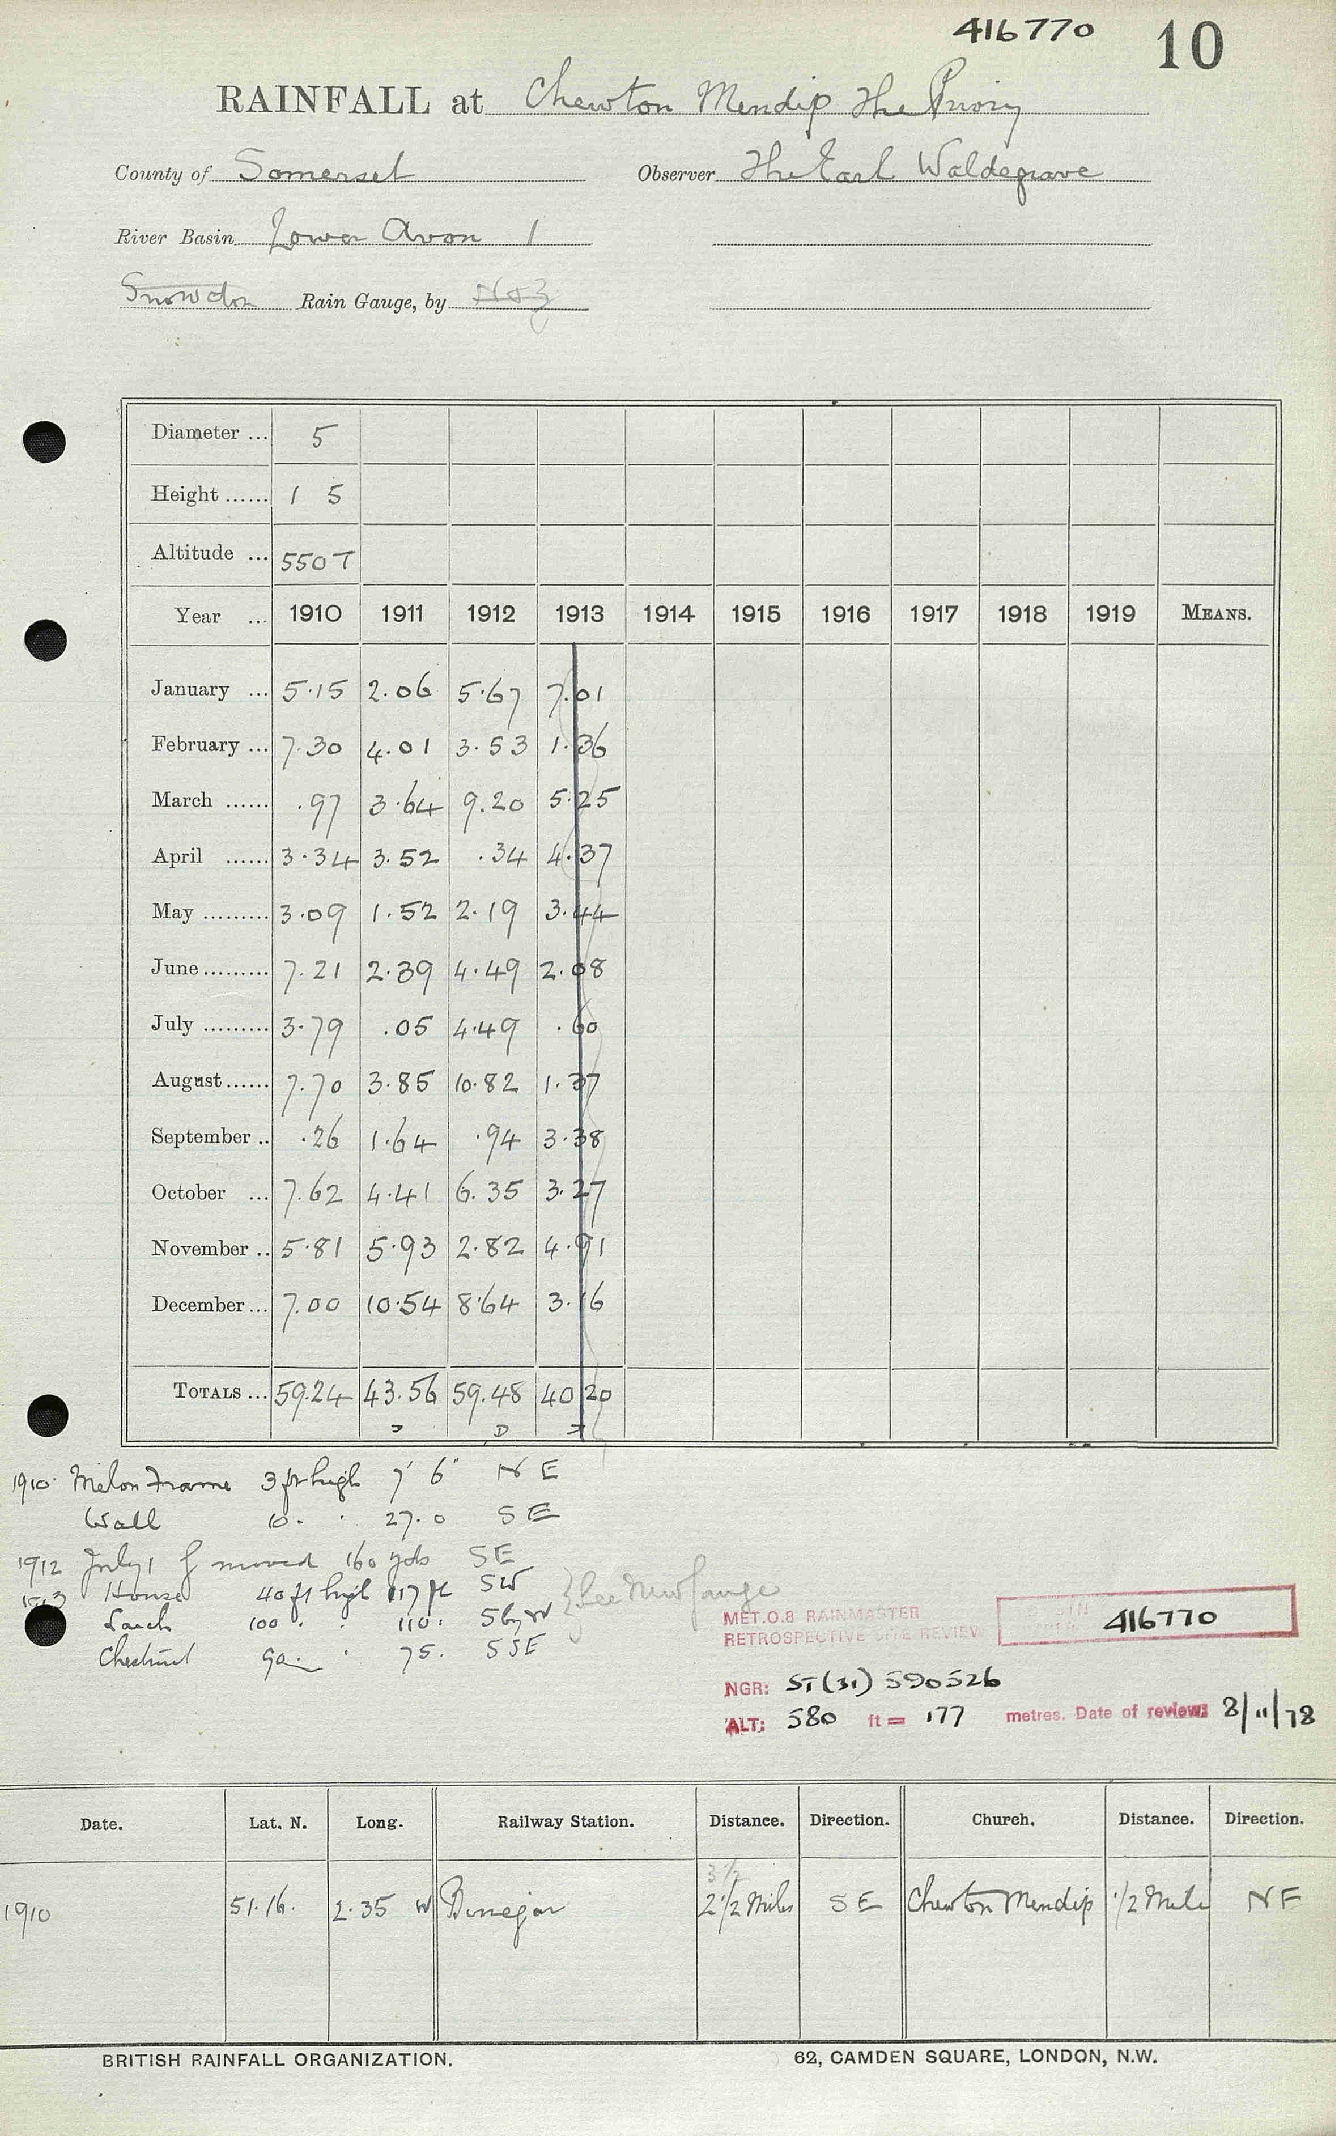 416770 10
RAINFALL at Chewton Mendip The Priory
County of Somerset Observer The Earl Waldegrave
River Basin Lower Avon 1
Snowdon Rain Gauge, by N&Z
Diameter ... 5
Height ...... 1 5
Altitude ... 550 T
Year ... 1910 1911 1912 1913 1914 1915 1916 1917 1918 1919 MEANS.
January ... 5.15 2.06 5.67 7.01
February ... 7.30 4.01 3.53 1.36
March ...... .97 3.64 9.20 5.25
April ...... 3.34 3.52 .34 4.37
May ......... 3.09 1.52 2.19 3.44
June ......... 7.21 2.39 4.49 2.08
July ......... 3.79 .05 4.49 .60
August ...... 7.70 3.85 10.82 1.37
September .. .26 1.64 .94 3.38
October ... 7.62 4.41 6.35 3.27
November .. 5.81 5.93 2.82 4.91
December ... 7.00 10.54 8.64 3.16
TOTALS ... 59.24 43.56 59.48 40.20
1910 Melon Frame 3 ft high 7' 6" N E
Wall 10 . . 27.0 S E
1912 July 1 g moved 160 yds SE
1913 House 40 ft high 117 ft SW
Larch 100 . . 110 . S by W
Chestnut 90 . . 75 . SSE
See New Gauge
MET.O.8 RAINMASTER
RETROSPECTIVE SITE REVIEW
416770
NGR: ST (31) 590526
ALT: 580 ft = 177 metres. Date of review: 8/11/78
Date. Lat. N. Long. Railway Station. Distance. Direction. Church. Distance. Direction.
3½
1910 51.16. 2.35 W Binegar 2½ Miles S E Chewton Mendip ½ Mile N E
BRITISH RAINFALL ORGANIZATION. 62, CAMDEN SQUARE, LONDON, N.W.